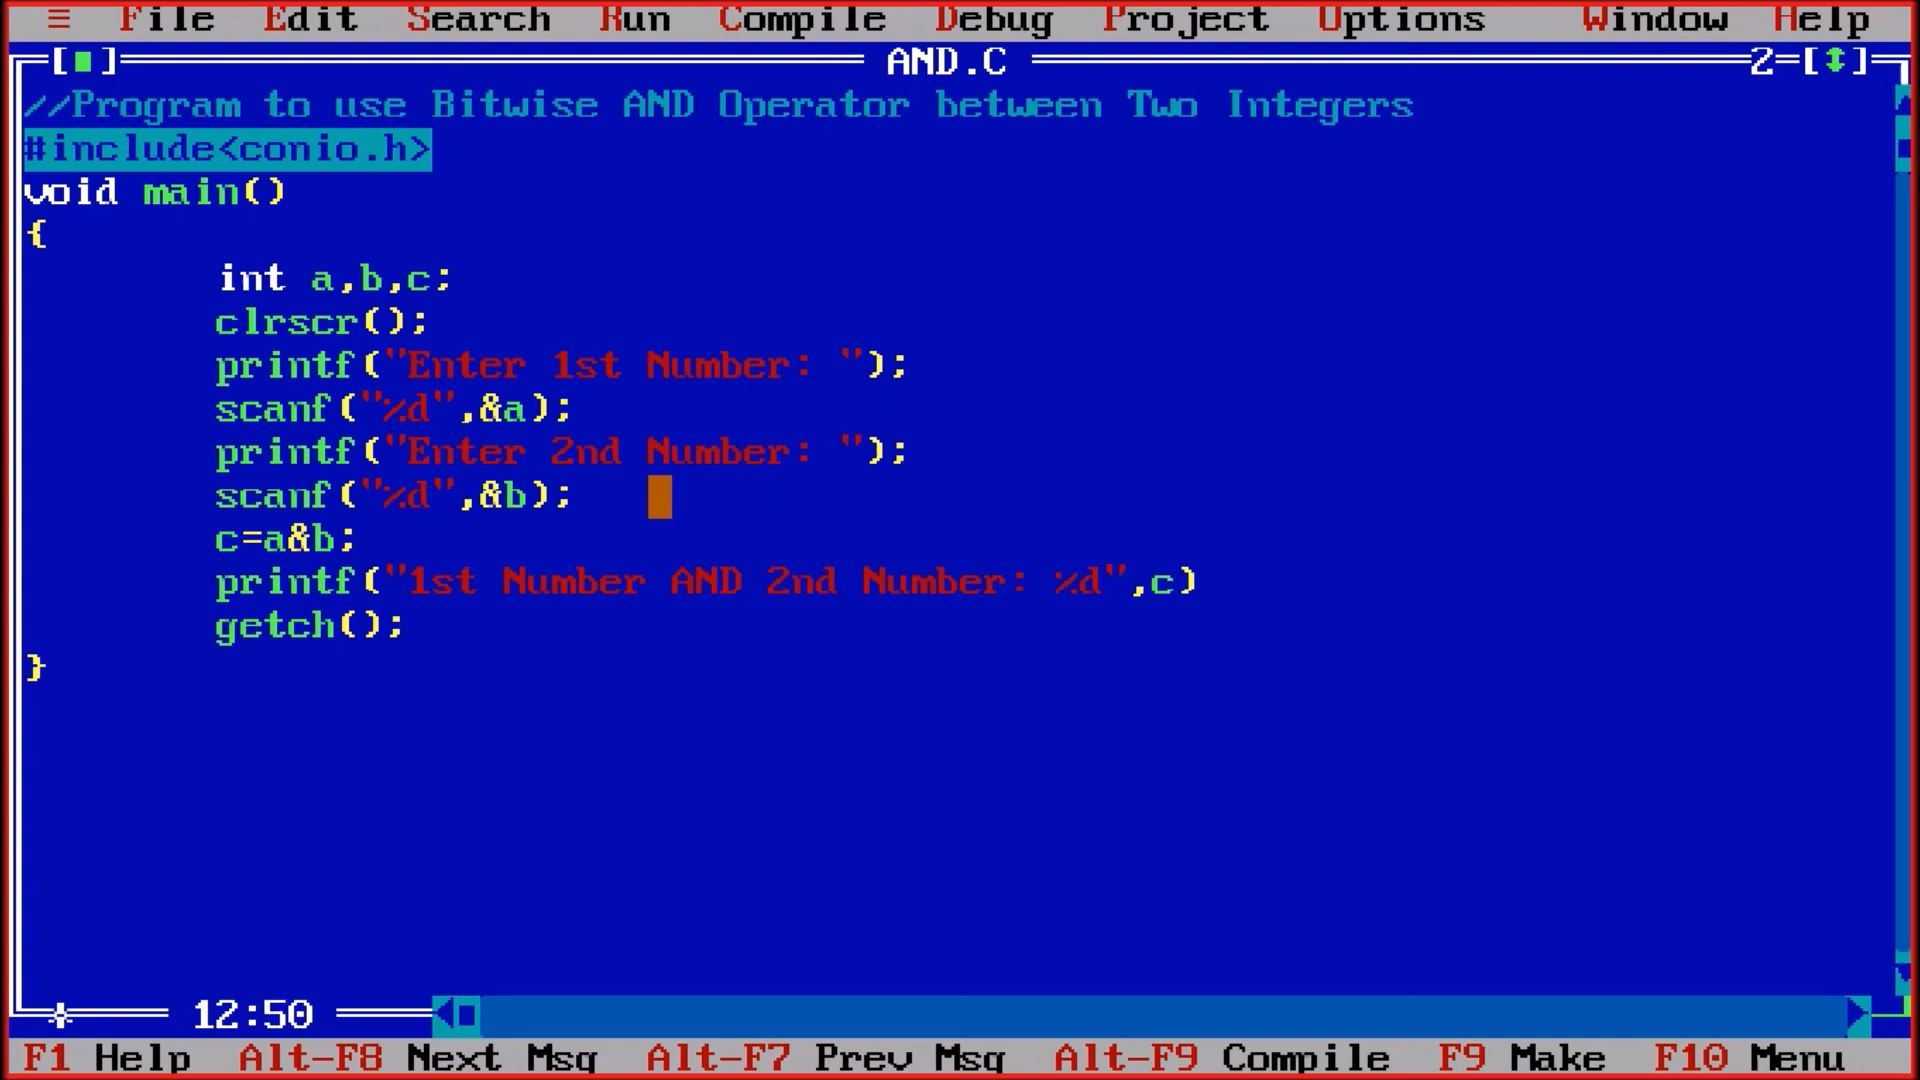 ≡ File Edit Search Run Compile Debug Project Options Window Help
[■] AND.C 2=[↕]
//Program to use Bitwise AND Operator between Two Integers
#include<conio.h>
void main()
{
int a,b,c;
clrscr();
printf("Enter 1st Number: ");
scanf("%d",&a);
printf("Enter 2nd Number: ");
scanf("%d",&b);
c=a&b;
printf("1st Number AND 2nd Number: %d",c)
getch();
}
12:50
F1 Help Alt-F8 Next Msg Alt-F7 Prev Msg Alt-F9 Compile F9 Make F10 Menu